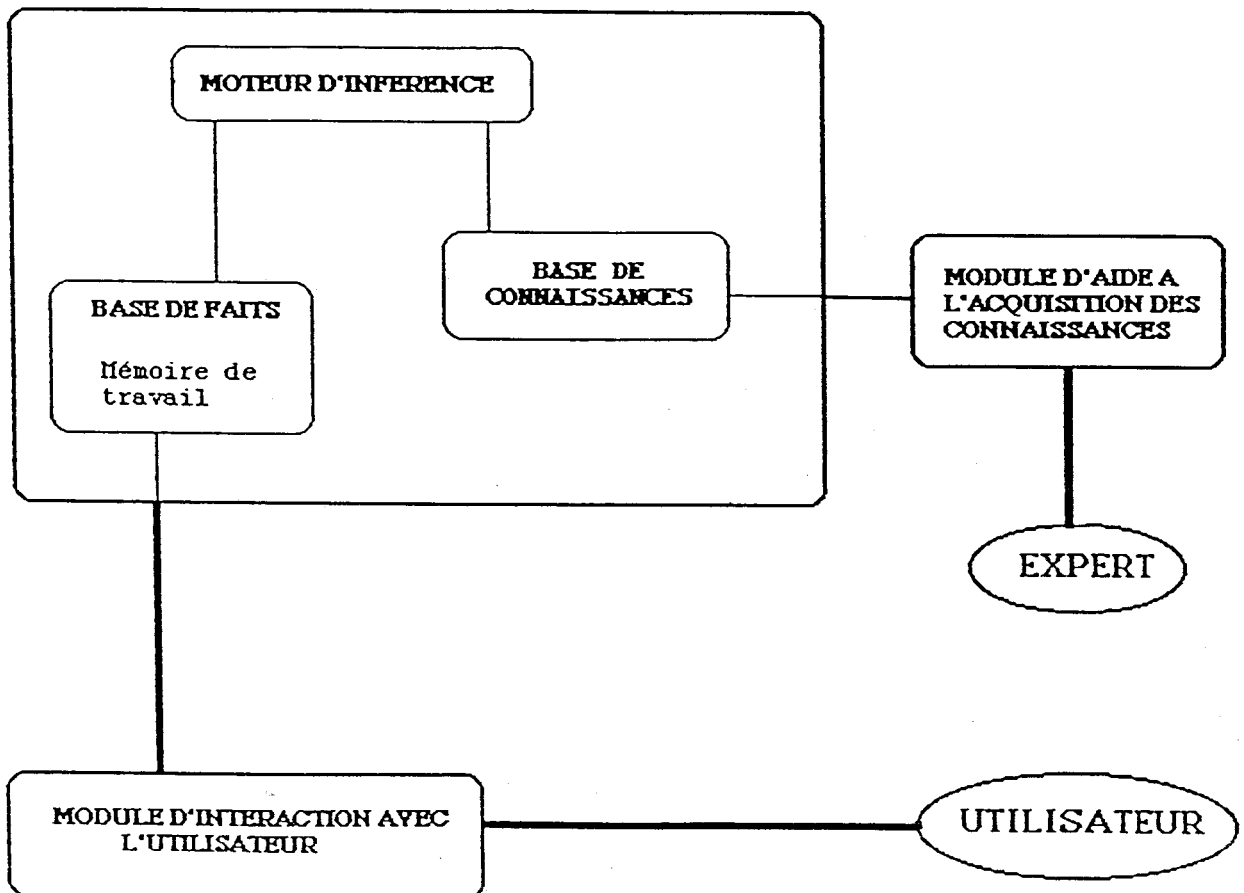 MOTEUR D'INFERENCE
BASE DE
CONNAISSANCES
BASE DE FAITS
Mémoire de
travail
MODULE D'AIDE A
L'ACQUISITION DES
CONNAISSANCES
EXPERT
MODULE D'INTERACTION AVEC
L'UTILISATEUR
UTILISATEUR